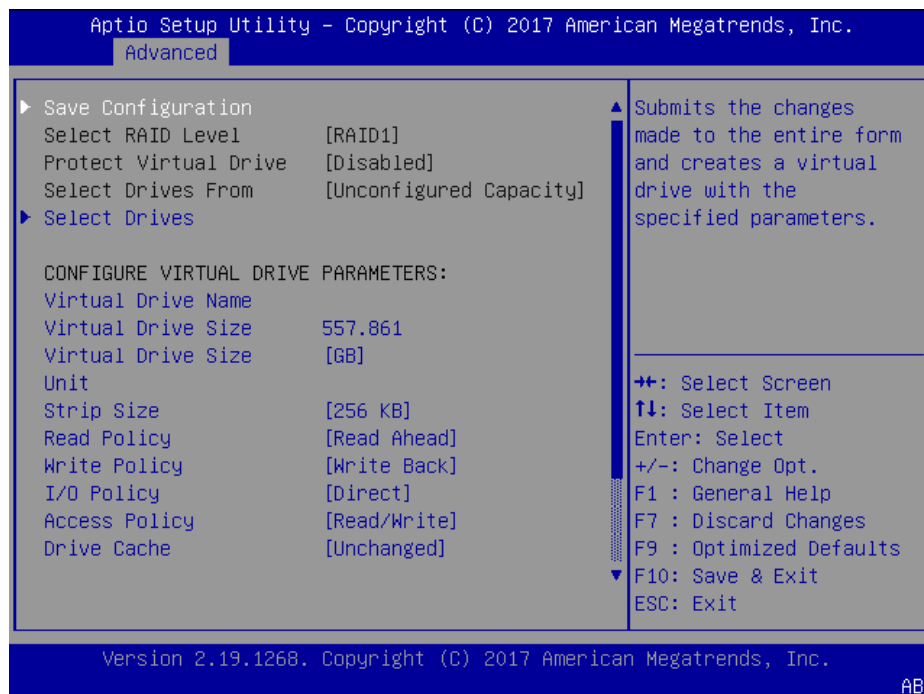 Aptio Setup Utility – Copyright (C) 2017 American Megatrends, Inc.
Advanced
Save Configuration
Select RAID Level [RAID1]
Protect Virtual Drive [Disabled]
Select Drives From [Unconfigured Capacity]
Select Drives
CONFIGURE VIRTUAL DRIVE PARAMETERS:
Virtual Drive Name
Virtual Drive Size 557.861
Virtual Drive Size [GB]
Unit
Strip Size [256 KB]
Read Policy [Read Ahead]
Write Policy [Write Back]
I/O Policy [Direct]
Access Policy [Read/Write]
Drive Cache [Unchanged]
Submits the changes
made to the entire form
and creates a virtual
drive with the
specified parameters.
→←: Select Screen
↑↓: Select Item
Enter: Select
+/-: Change Opt.
F1 : General Help
F7 : Discard Changes
F9 : Optimized Defaults
F10: Save & Exit
ESC: Exit
Version 2.19.1268. Copyright (C) 2017 American Megatrends, Inc.
AB